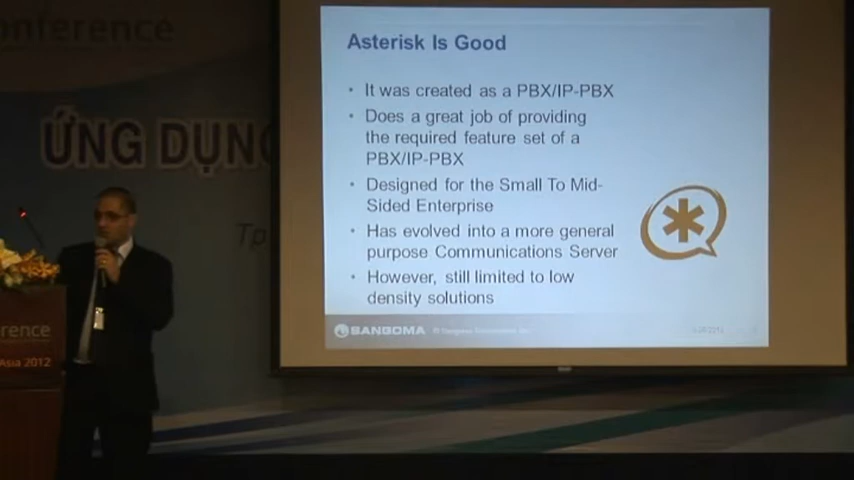 onference
ỨNG DỤNG
Tp
rence
Asia 2012
Asterisk Is Good
• It was created as a PBX/IP-PBX
• Does a great job of providing
the required feature set of a
PBX/IP-PBX
• Designed for the Small To Mid-
Sided Enterprise
• Has evolved into a more general
purpose Communications Server
• However, still limited to low
density solutions
SANGOMA